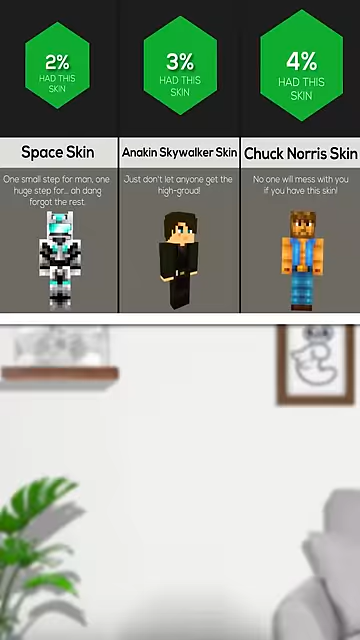 2%
HAD THIS
SKIN
3%
HAD THIS
SKIN
4%
HAD THIS
SKIN
Space Skin
Anakin Skywalker Skin
Chuck Norris Skin
One small step for man, one
huge step for... ah dang
forgot the rest.
Just don't let anyone get the
high-groud!
No one will mess with you
if you have this skin!